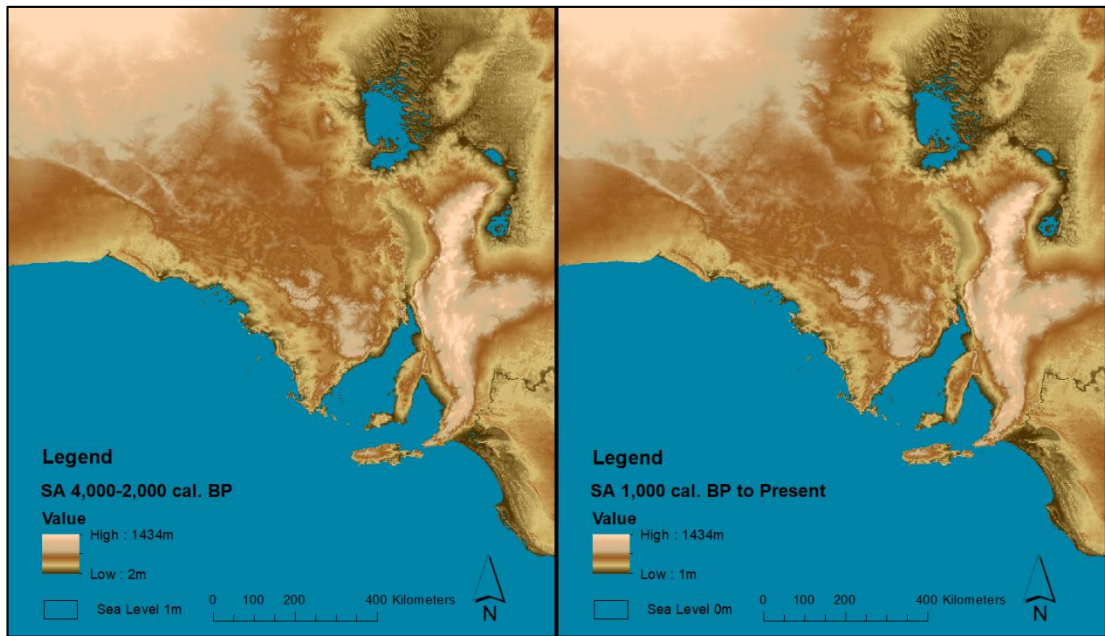 Legend
SA 4,000-2,000 cal. BP
Value
High : 1434m
Low : 2m
Sea Level 1m
0 100 200 400 Kilometers
N
Legend
SA 1,000 cal. BP to Present
Value
High : 1434m
Low : 1m
Sea Level 0m
0 100 200 400 Kilometers
N